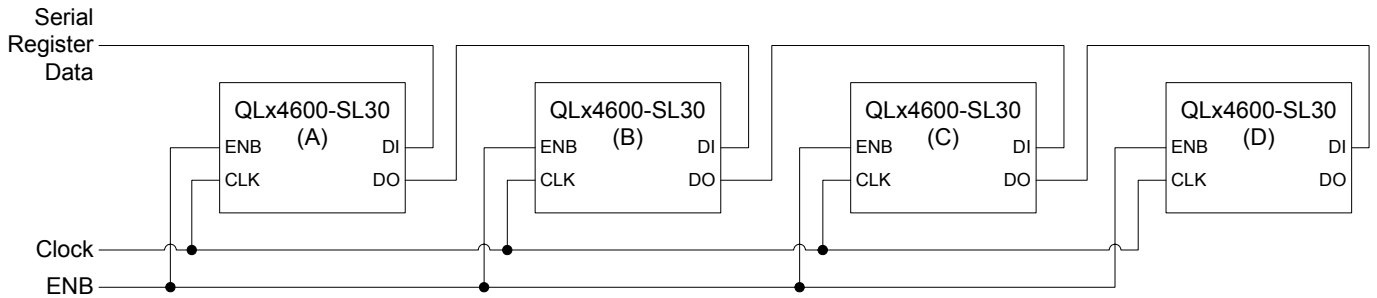 Serial
Register
Data
QLx4600-SL30
(A)
ENB
DI
CLK
DO
QLx4600-SL30
(B)
ENB
DI
CLK
DO
QLx4600-SL30
(C)
ENB
DI
CLK
DO
QLx4600-SL30
(D)
ENB
DI
CLK
DO
Clock
ENB